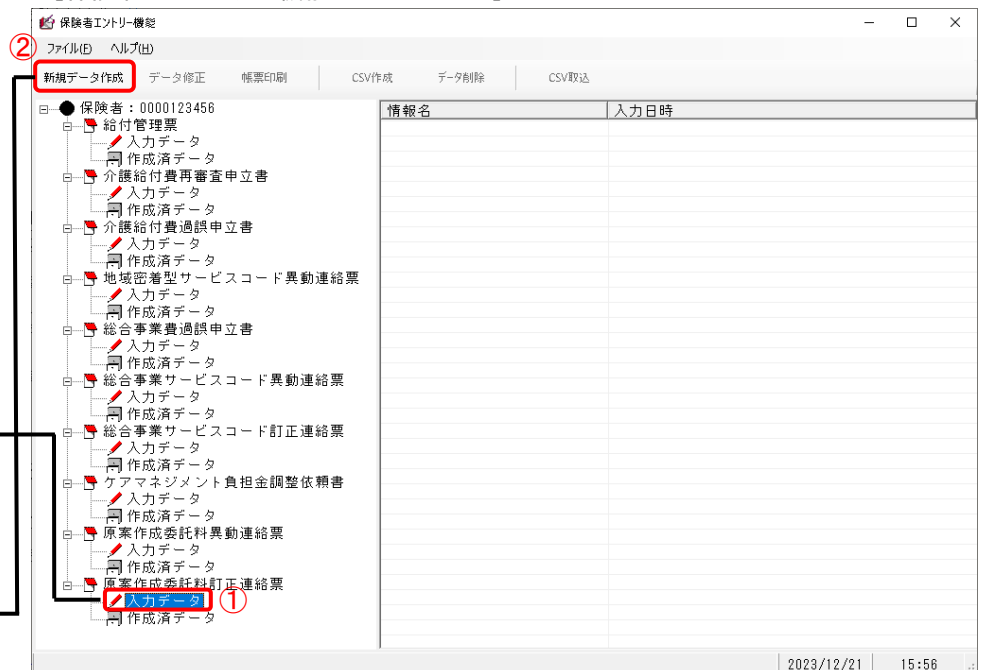 保険者エントリー機能
② ファイル(F) ヘルプ(H)
新規データ作成 データ修正 帳票印刷 CSV作成 データ削除 CSV取込
保険者：0000123456 情報名 入力日時
給付管理票
入力データ
作成済データ
介護給付費再審査申立書
入力データ
作成済データ
介護給付費過誤申立書
入力データ
作成済データ
地域密着型サービスコード異動連絡票
入力データ
作成済データ
総合事業費過誤申立書
入力データ
作成済データ
総合事業サービスコード異動連絡票
入力データ
作成済データ
総合事業サービスコード訂正連絡票
入力データ
作成済データ
ケアマネジメント負担金調整依頼書
入力データ
作成済データ
原案作成委託料異動連絡票
入力データ
作成済データ
原案作成委託料訂正連絡票
入力データ ①
作成済データ
2023/12/21 15:56